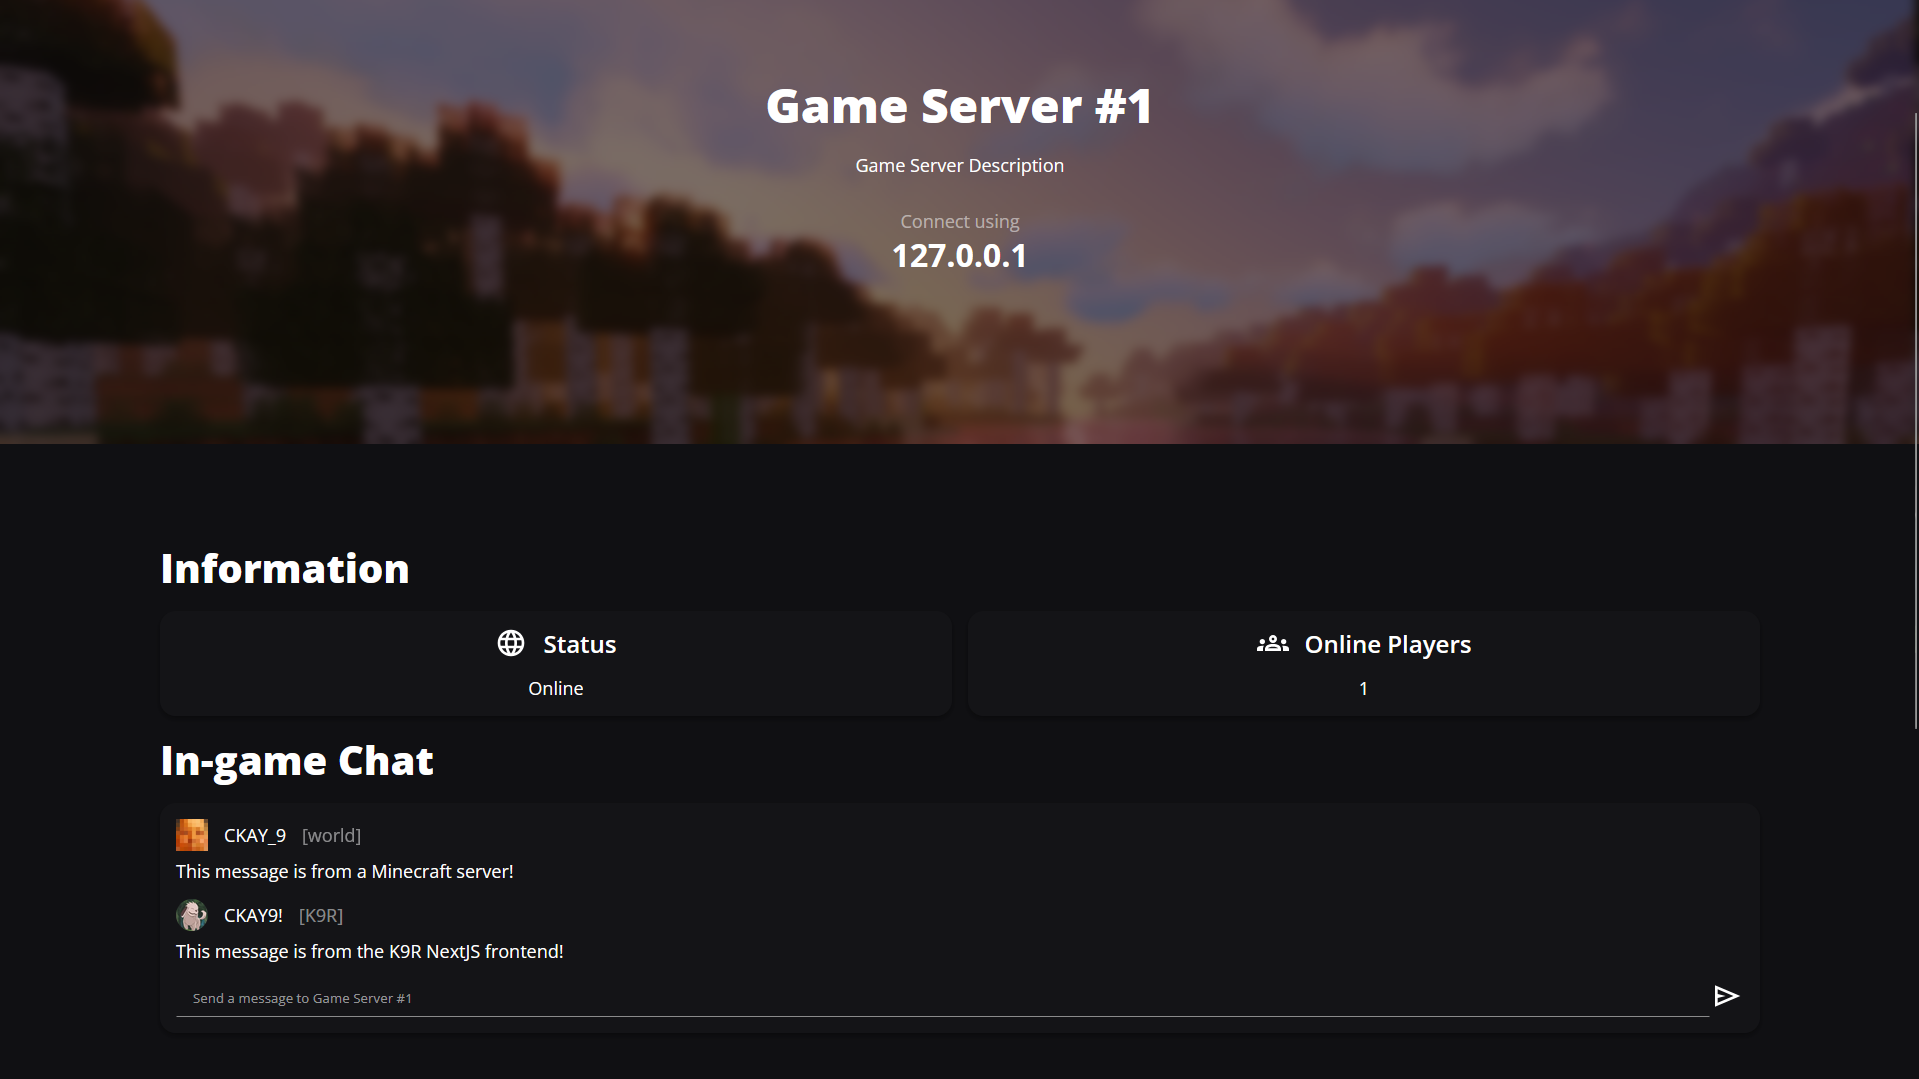 Game Server #1
Game Server Description
Connect using
127.0.0.1
Information
Status
Online
Online Players
1
In-game Chat
CKAY_9 [world]
This message is from a Minecraft server!
CKAY9! [K9R]
This message is from the K9R NextJS frontend!
Send a message to Game Server #1